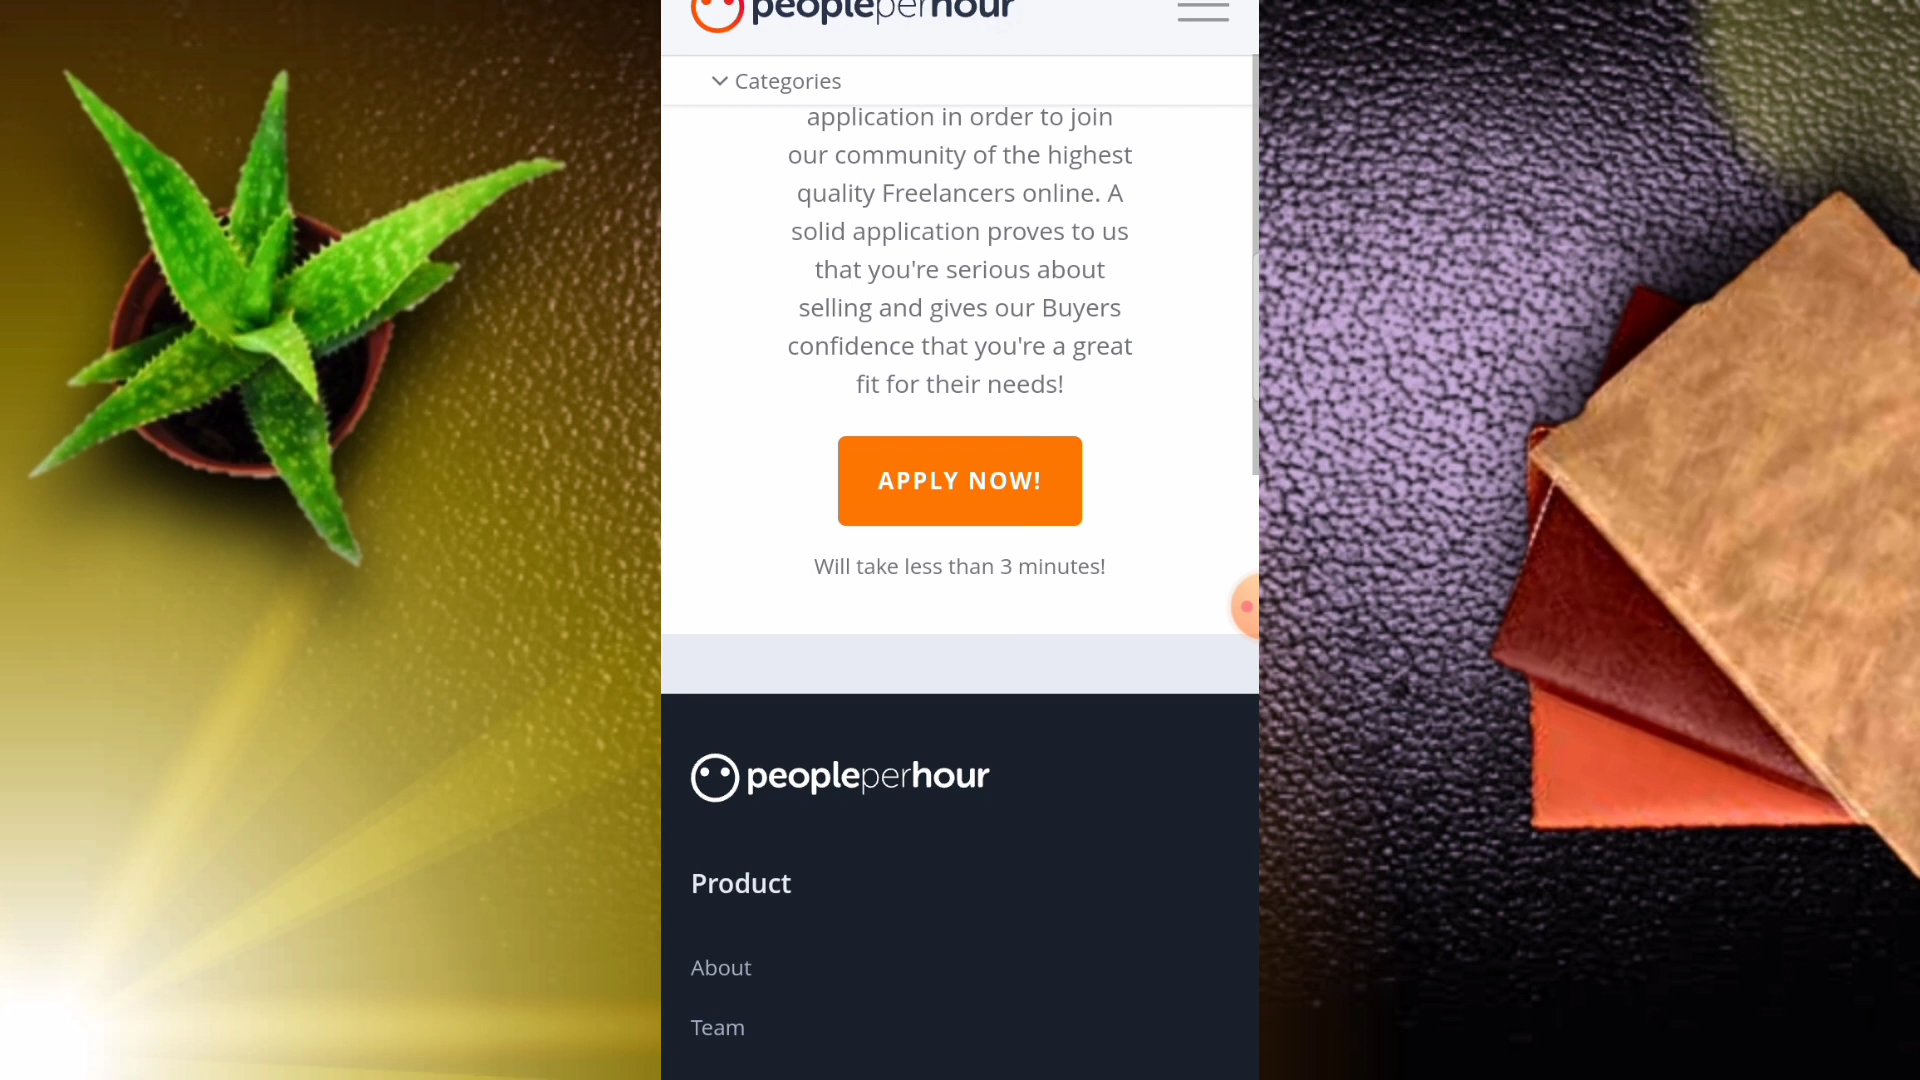 peopleperhour
Categories
application in order to join
our community of the highest
quality Freelancers online. A
solid application proves to us
that you're serious about
selling and gives our Buyers
confidence that you're a great
fit for their needs!
APPLY NOW!
Will take less than 3 minutes!
peopleperhour
Product
About
Team